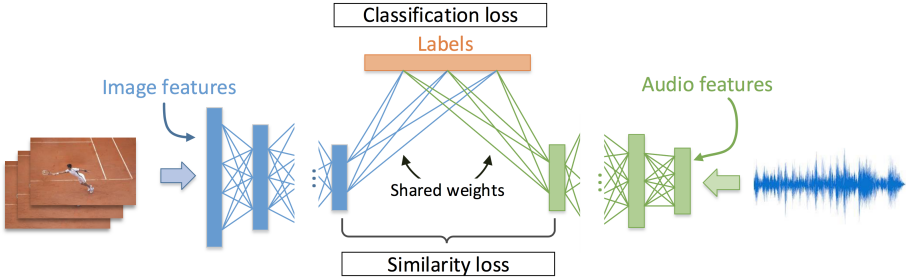 Classification loss
Labels
Image features
Audio features
Shared weights
Similarity loss